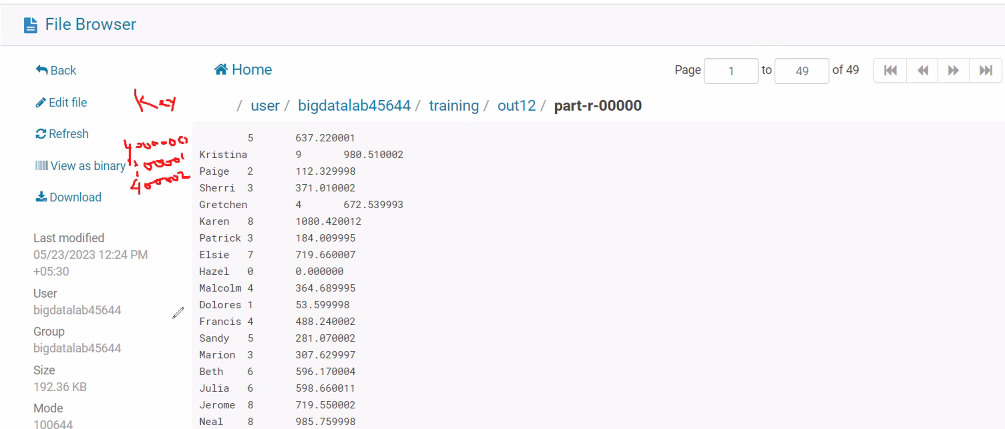 File Browser
Back
Home
Page 1 to 49 of 49
Edit file
Key
/ user / bigdatalab45644 / training / out12 / part-r-00000
Refresh
View as binary
Download
Last modified
05/23/2023 12:24 PM
+05:30
User
bigdatalab45644
Group
bigdatalab45644
Size
192.36 KB
Mode
100644
5 637.220001
Kristina 9 980.510002
Paige 2 112.329998
Sherri 3 371.010002
Gretchen 4 672.539993
Karen 8 1080.420012
Patrick 3 184.009995
Elsie 7 719.660007
Hazel 0 0.000000
Malcolm 4 364.689995
Dolores 1 53.599998
Francis 4 488.240002
Sandy 5 281.070002
Marion 3 307.629997
Beth 6 596.170004
Julia 6 598.660011
Jerome 8 719.550002
Neal 8 985.759998